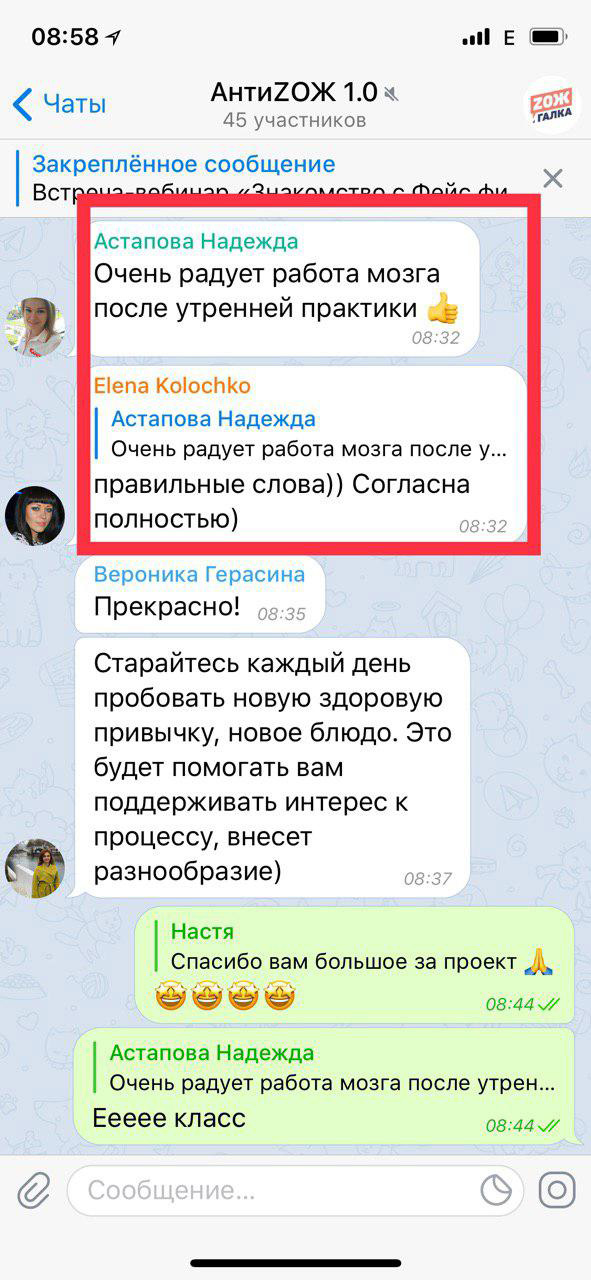 08:58
E
Чаты
АнтиZОЖ 1.0
45 участников
ZОЖ
ГАЛКА
Закреплённое сообщение
Встреча-вебинар «Знакомство с Фейс фи
Астапова Надежда
Очень радует работа мозга
после утренней практики 👍
08:32
Elena Kolochko
Астапова Надежда
Очень радует работа мозга после у...
правильные слова)) Согласна
полностью)
08:32
Вероника Герасина
Прекрасно!
08:35
Старайтесь каждый день
пробовать новую здоровую
привычку, новое блюдо. Это
будет помогать вам
поддерживать интерес к
процессу, внесет
разнообразие)
08:37
Настя
Спасибо вам большое за проект 🙏
🤩🤩🤩🤩
08:44
Астапова Надежда
Очень радует работа мозга после утрен...
Еееее класс
08:44
Сообщение...